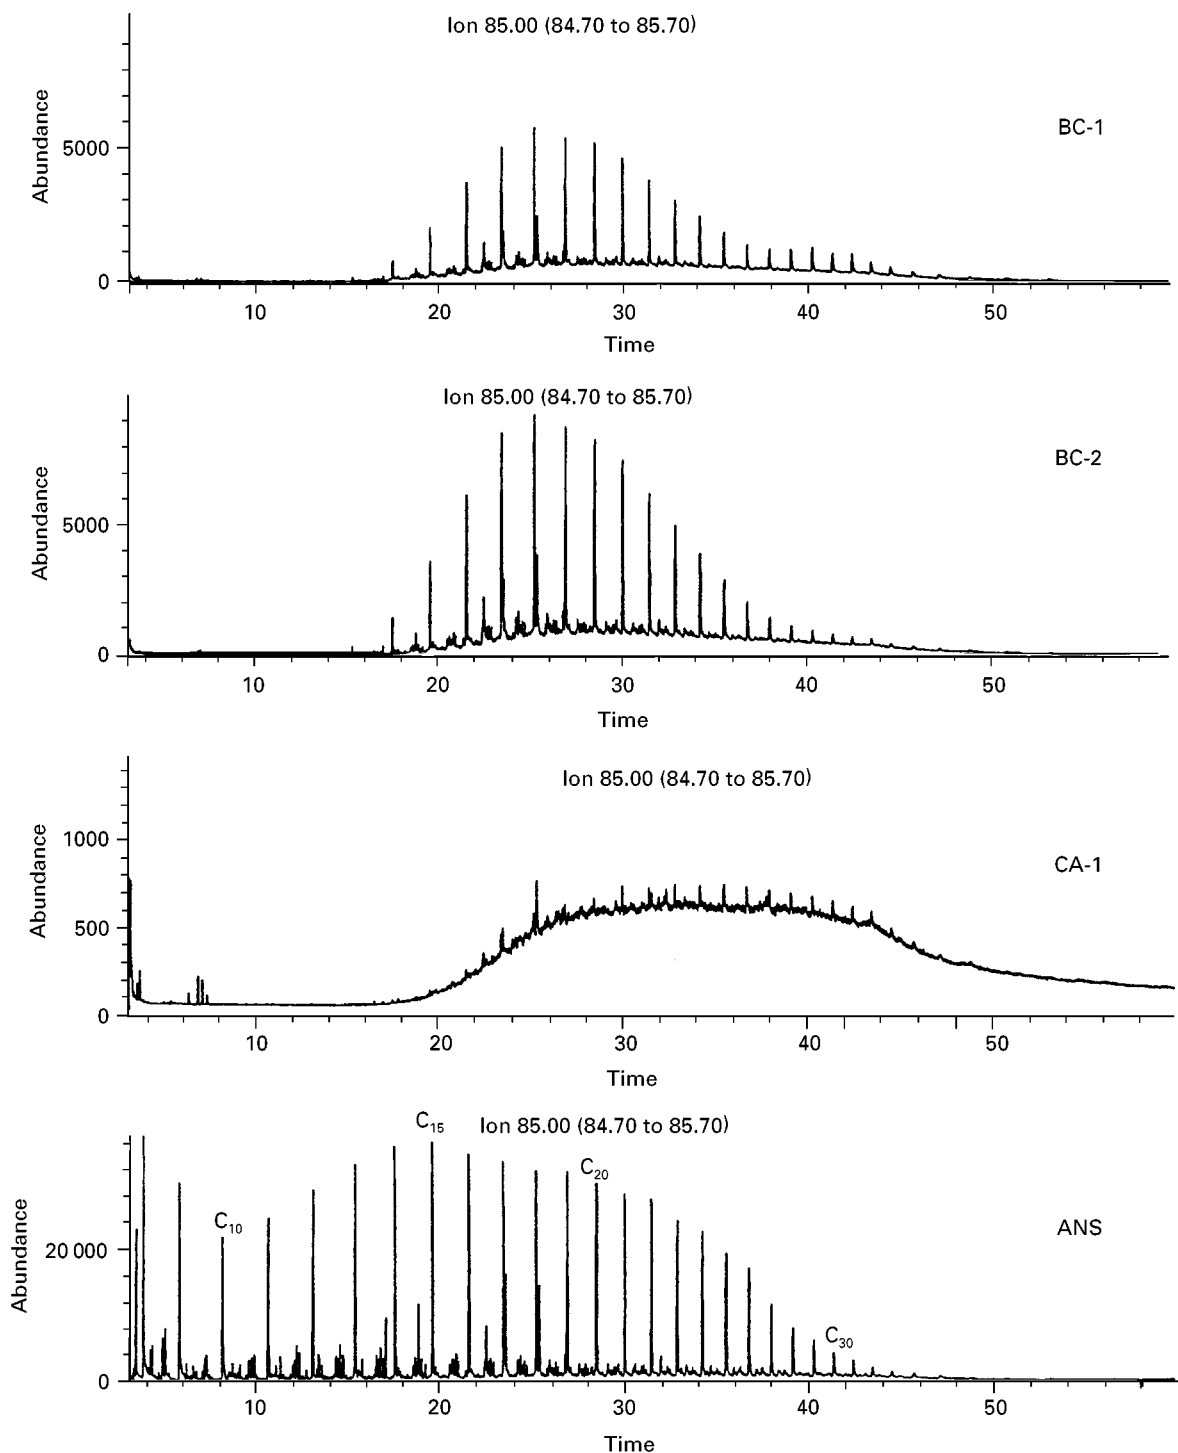 Ion 85.00 (84.70 to 85.70)
BC-1
Abundance
5000
0
10 20 30 40 50
Time
Ion 85.00 (84.70 to 85.70)
BC-2
Abundance
5000
0
10 20 30 40 50
Time
Ion 85.00 (84.70 to 85.70)
CA-1
Abundance
1000
500
0
10 20 30 40 50
Time
C15 Ion 85.00 (84.70 to 85.70)
C20
C10
ANS
Abundance
20 000
C30
0
10 20 30 40 50
Time